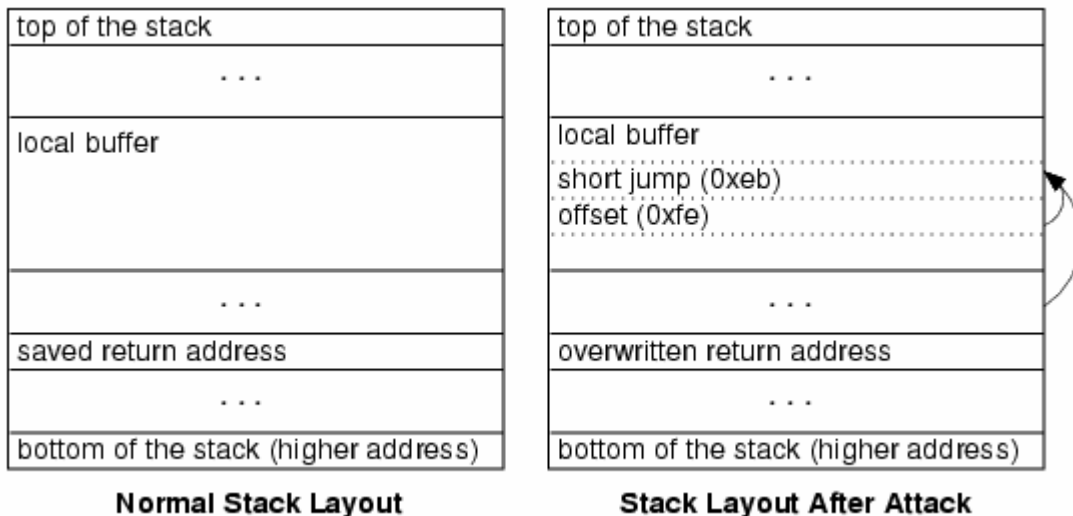 top of the stack
. . .
local buffer
. . .
saved return address
. . .
bottom of the stack (higher address)
Normal Stack Layout
top of the stack
. . .
local buffer
short jump (0xeb)
offset (0xfe)
. . .
overwritten return address
. . .
bottom of the stack (higher address)
Stack Layout After Attack